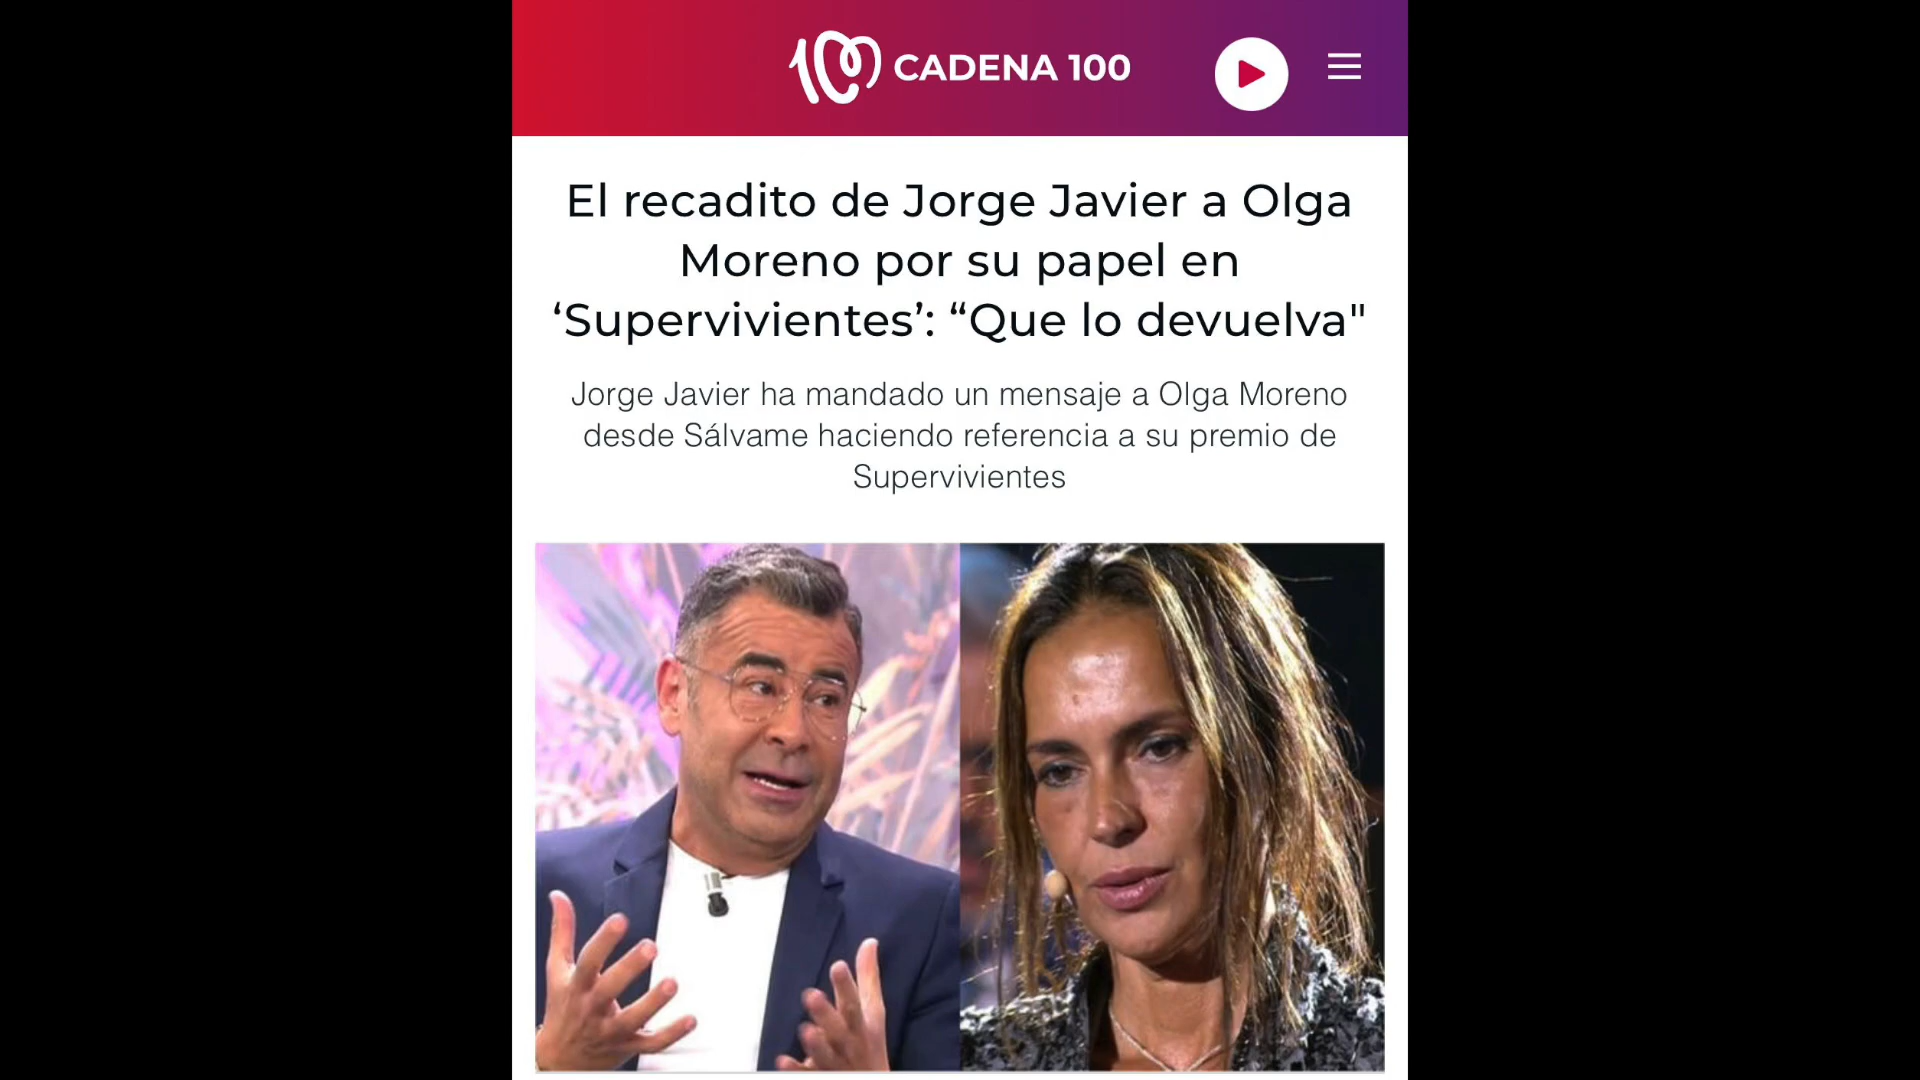 100 CADENA 100
El recadito de Jorge Javier a Olga
Moreno por su papel en
‘Supervivientes’: “Que lo devuelva"
Jorge Javier ha mandado un mensaje a Olga Moreno
desde Sálvame haciendo referencia a su premio de
Supervivientes